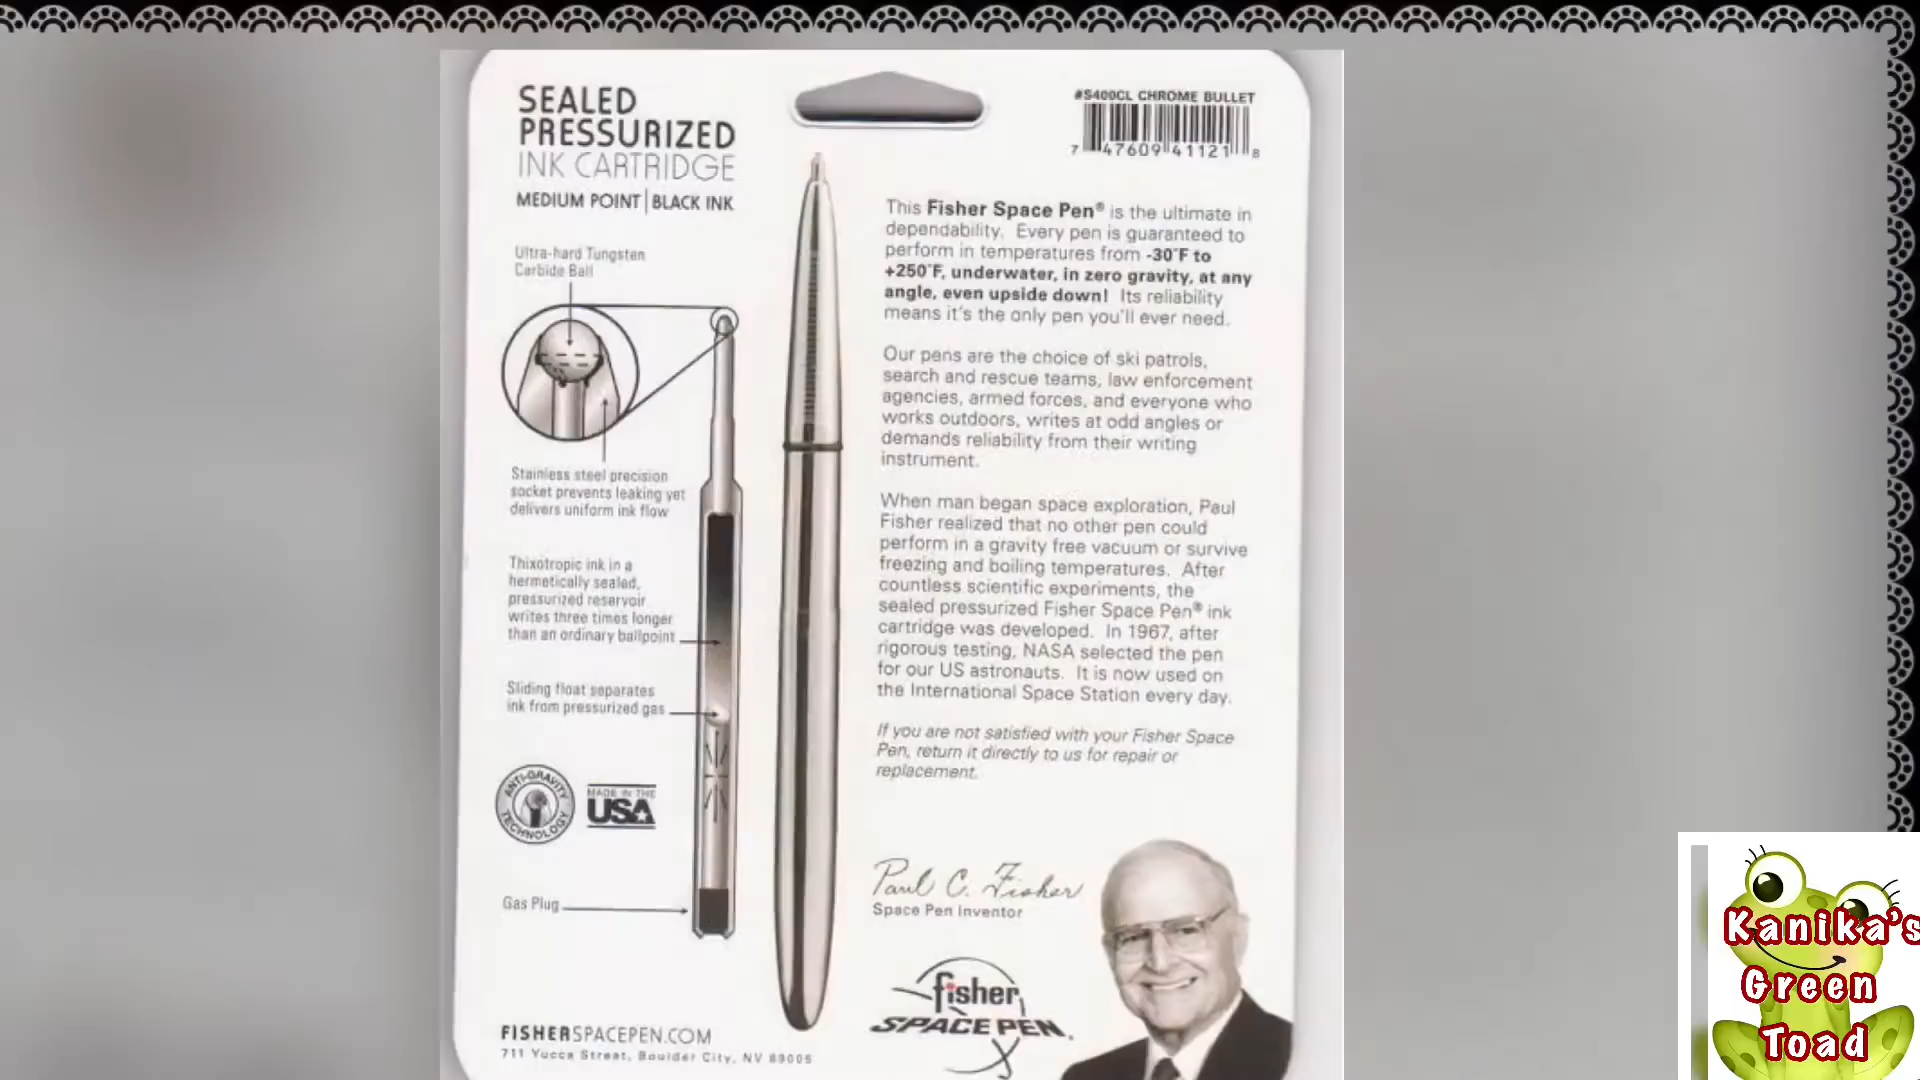 SEALED
PRESSURIZED
INK CARTRIDGE
MEDIUM POINT | BLACK INK
Ultra-hard Tungsten
Carbide Ball
Stainless steel precision
socket prevents leaking yet
delivers uniform ink flow
Thixotropic ink in a
hermetically sealed,
pressurized reservoir
writes three times longer
than an ordinary ballpoint
Sliding float separates
ink from pressurized gas
ANTI-GRAVITY
TECHNOLOGY
MADE IN THE
USA
Gas Plug
FISHERSPACEPEN.COM
711 Yucca Street, Boulder City, NV 89005
#S400CL CHROME BULLET
7 47609 41121 8
This Fisher Space Pen® is the ultimate in
dependability. Every pen is guaranteed to
perform in temperatures from -30°F to
+250°F, underwater, in zero gravity, at any
angle, even upside down! Its reliability
means it's the only pen you'll ever need.
Our pens are the choice of ski patrols,
search and rescue teams, law enforcement
agencies, armed forces, and everyone who
works outdoors, writes at odd angles or
demands reliability from their writing
instrument.
When man began space exploration, Paul
Fisher realized that no other pen could
perform in a gravity free vacuum or survive
freezing and boiling temperatures. After
countless scientific experiments, the
sealed pressurized Fisher Space Pen® ink
cartridge was developed. In 1967, after
rigorous testing, NASA selected the pen
for our US astronauts. It is now used on
the International Space Station every day.
If you are not satisfied with your Fisher Space
Pen, return it directly to us for repair or
replacement.
Paul C. Fisher
Space Pen Inventor
fisher
SPACE PEN
Kanika's
Green
Toad